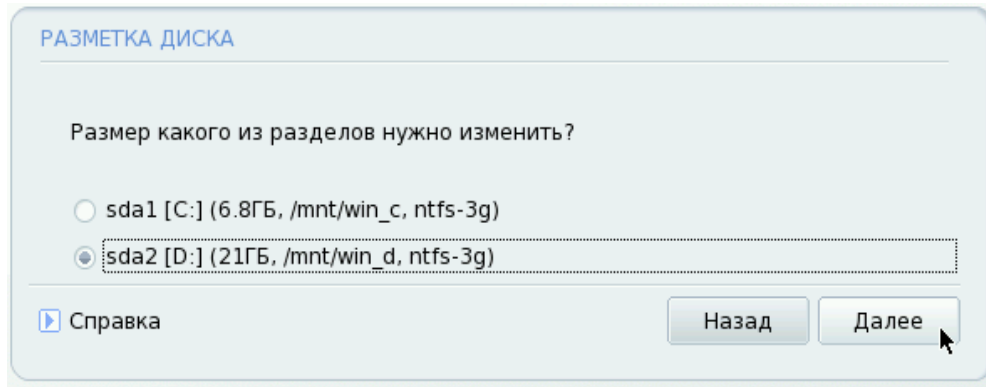 РАЗМЕТКА ДИСКА
Размер какого из разделов нужно изменить?
sda1 [C:] (6.8ГБ, /mnt/win_c, ntfs-3g)
sda2 [D:] (21ГБ, /mnt/win_d, ntfs-3g)
Справка
Назад
Далее